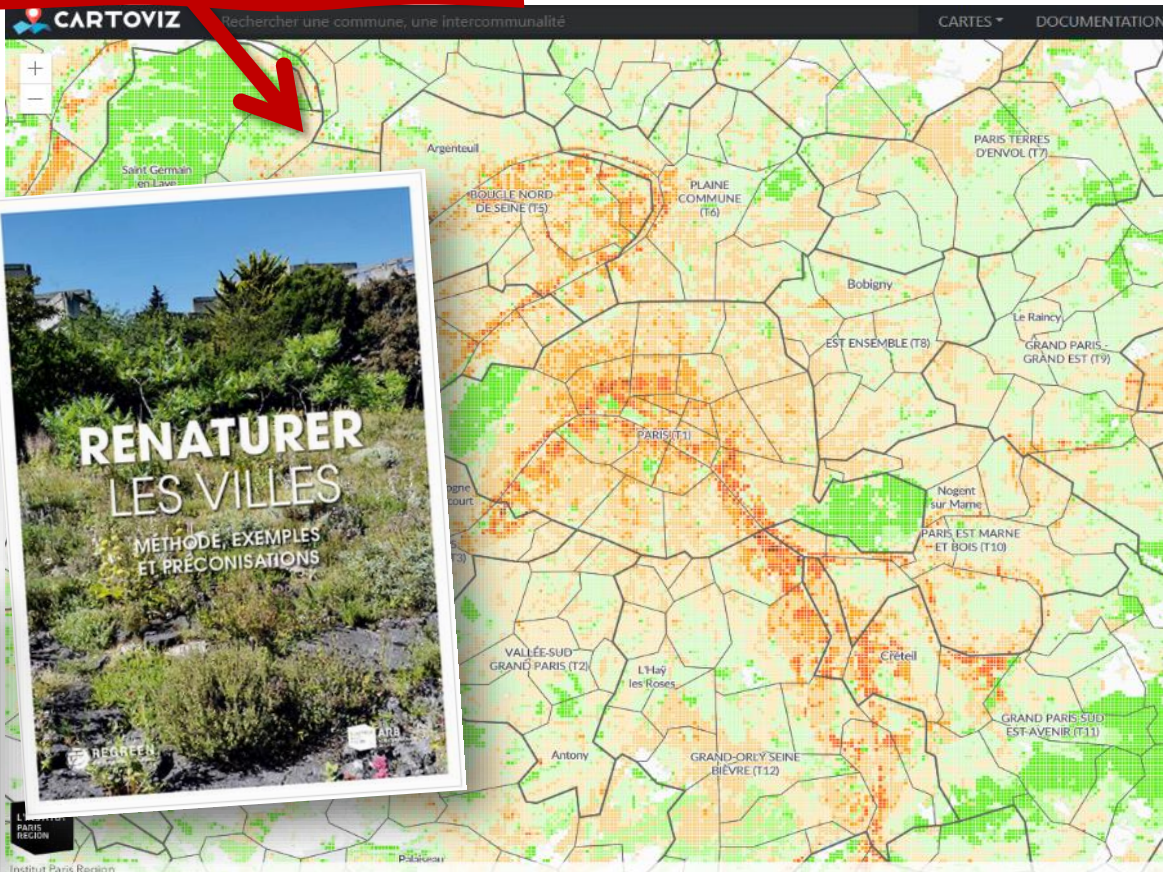 CARTOVIZ
Rechercher une commune, une intercommunalité
CARTES
DOCUMENTATION
+
−
Saint Germain
en Laye
Argenteuil
BOUCLE NORD
DE SEINE (T5)
PLAINE
COMMUNE
(T6)
PARIS TERRES
D'ENVOL (T7)
Bobigny
Le Raincy
EST ENSEMBLE (T8)
GRAND PARIS -
GRAND EST (T9)
PARIS (T1)
Nogent
sur Marne
PARIS EST MARNE
ET BOIS (T10)
VALLÉE-SUD
GRAND PARIS (T2)
L'Haÿ
les Roses
Créteil
Antony
GRAND-ORLY SEINE
BIÈVRE (T12)
GRAND PARIS SUD
EST AVENIR (T11)
Palaiseau
RENATURER
LES VILLES
MÉTHODE, EXEMPLES
ET PRÉCONISATIONS
REGREEN
ARB
PARIS
REGION
Institut Paris Region